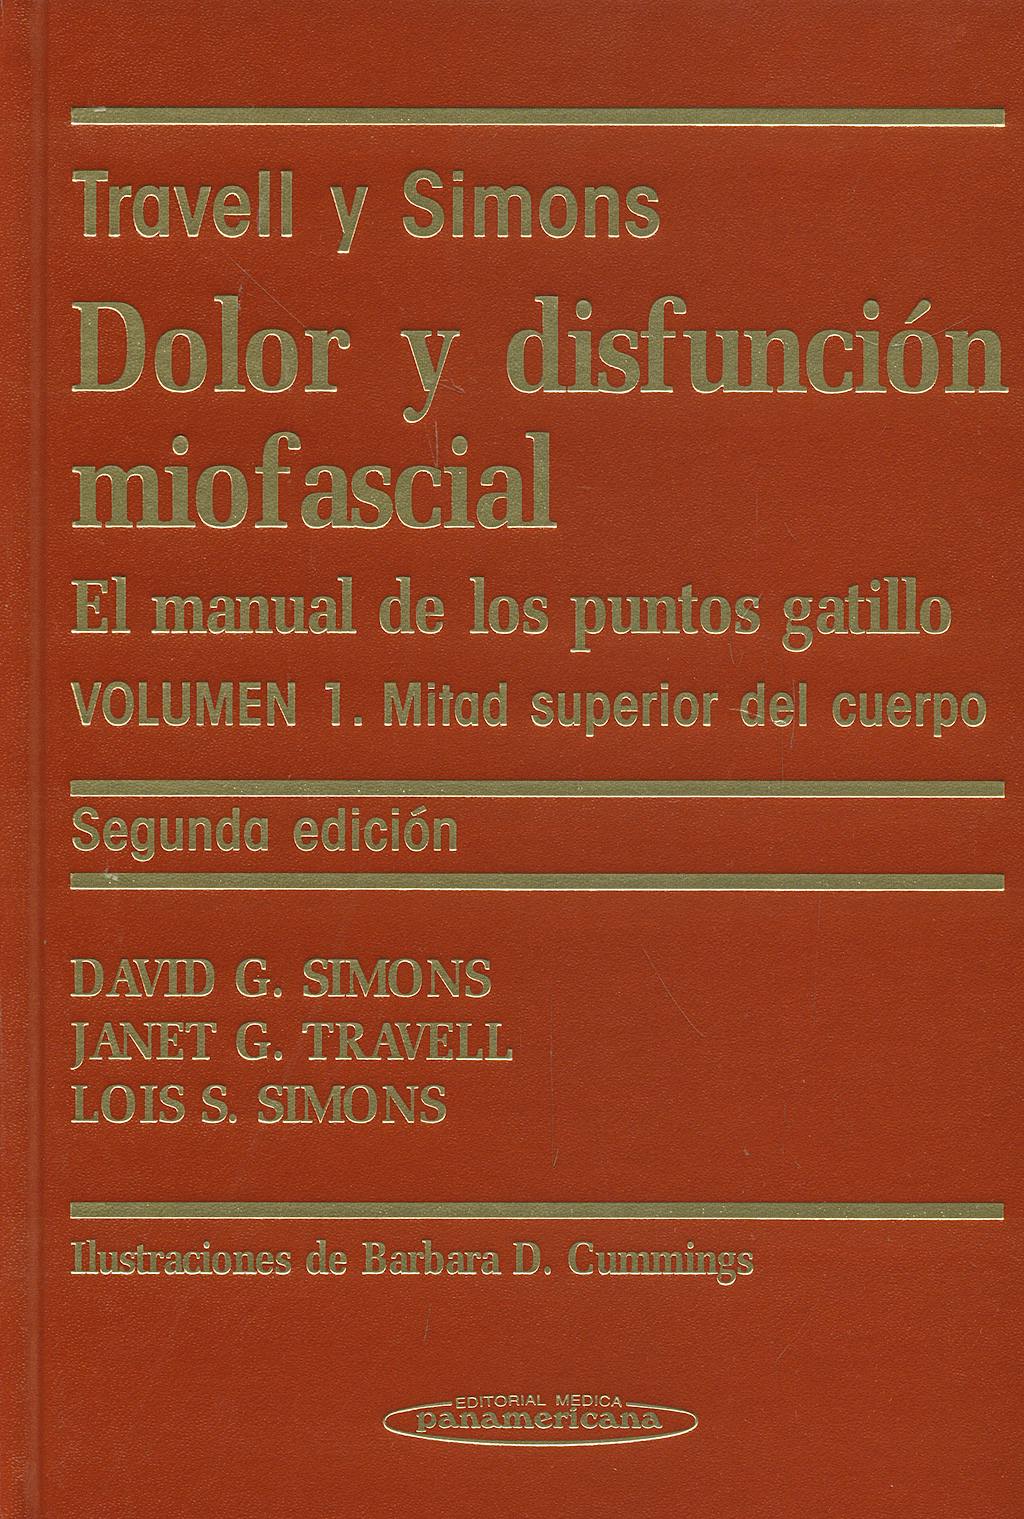 Travell y Simons
Dolor y disfunción
miofascial
El manual de los puntos gatillo
VOLUMEN 1. Mitad superior del cuerpo
Segunda edición
DAVID G. SIMONS
JANET G. TRAVELL
LOIS S. SIMONS
Ilustraciones de Barbara D. Cummings
EDITORIAL MEDICA
panamericana